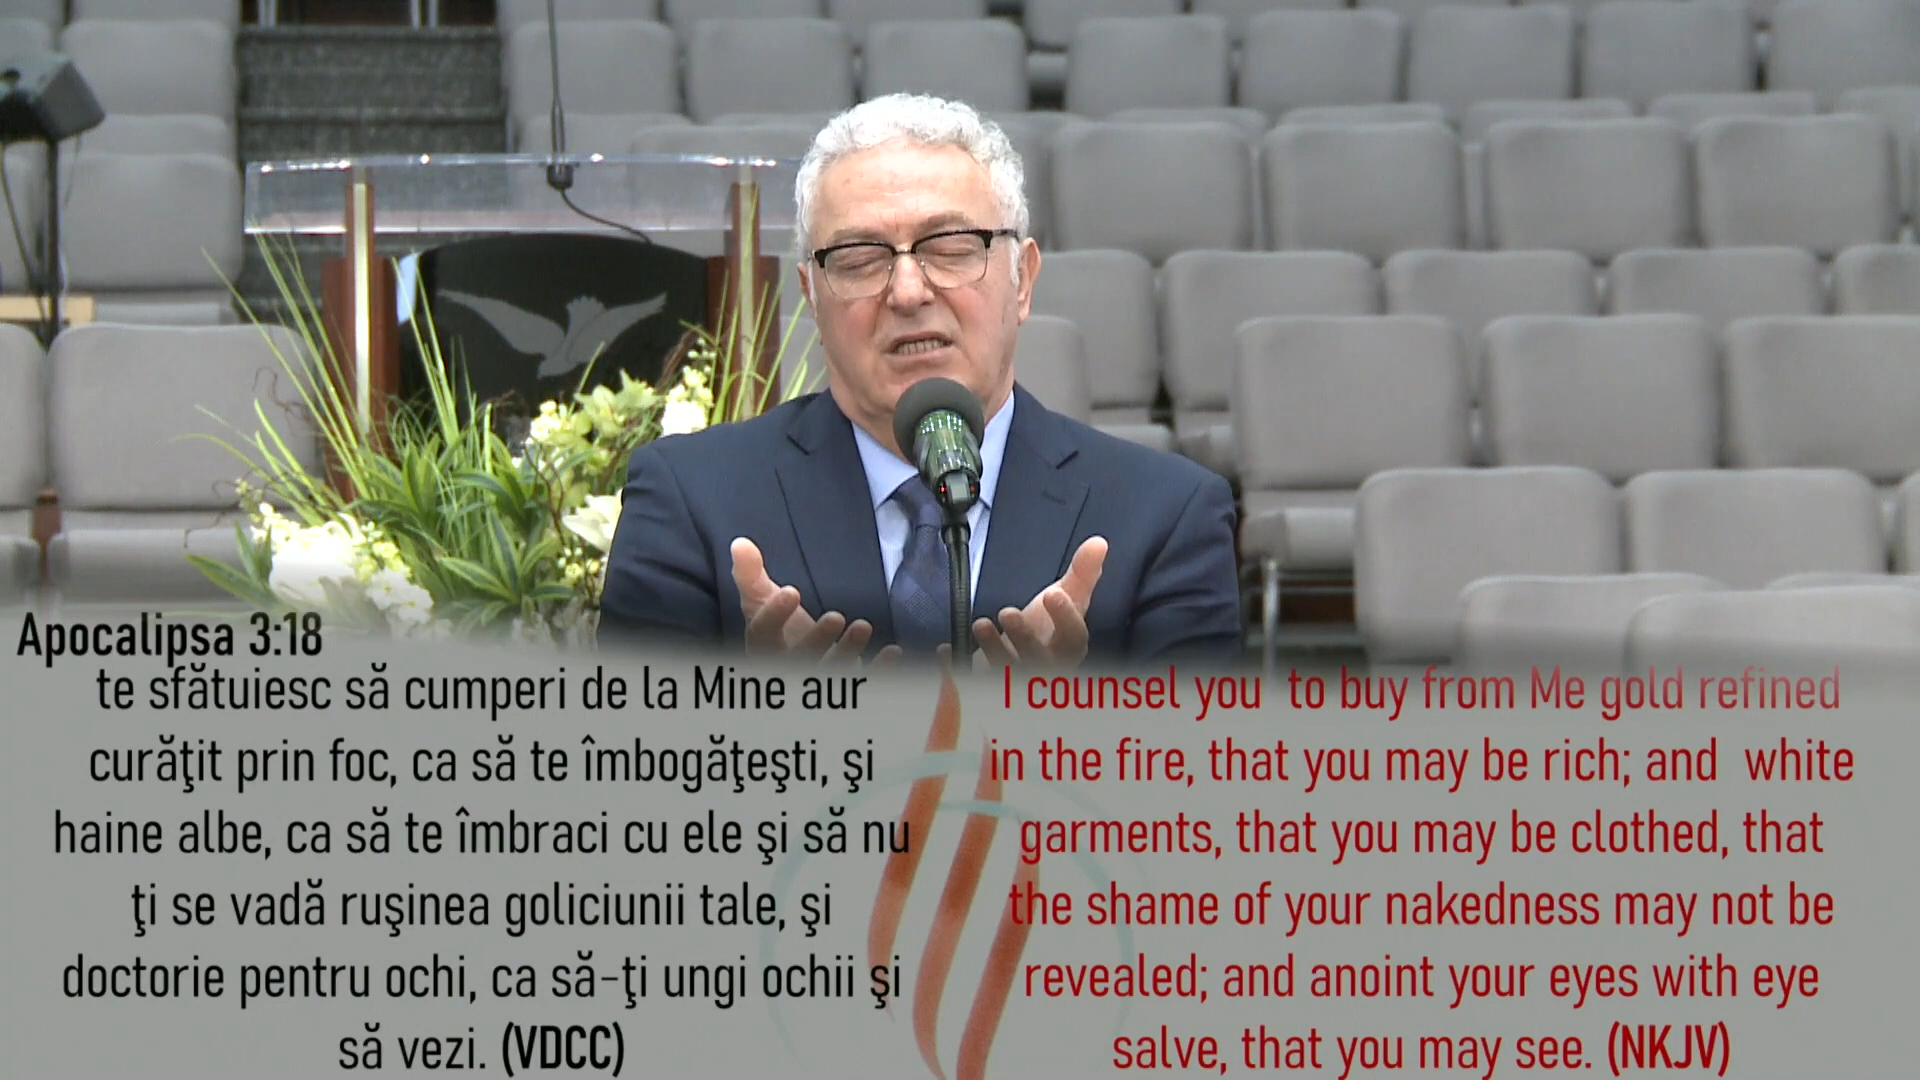 Apocalipsa 3:18
te sfătuiesc să cumperi de la Mine aur
curăţit prin foc, ca să te îmbogăţeşti, şi
haine albe, ca să te îmbraci cu ele şi să nu
ţi se vadă ruşinea goliciunii tale, şi
doctorie pentru ochi, ca să-ţi ungi ochii şi
să vezi. (VDCC)
I counsel you  to buy from Me gold refined
in the fire, that you may be rich; and  white
garments, that you may be clothed, that
the shame of your nakedness may not be
revealed; and anoint your eyes with eye
salve, that you may see. (NKJV)